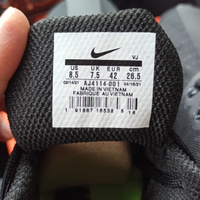 VJ
US UK EUR cm
8.5 7.5 42 26.5
AJ4114-001
MADE IN VIETNAM
FABRIQUÉ AU VIETNAM